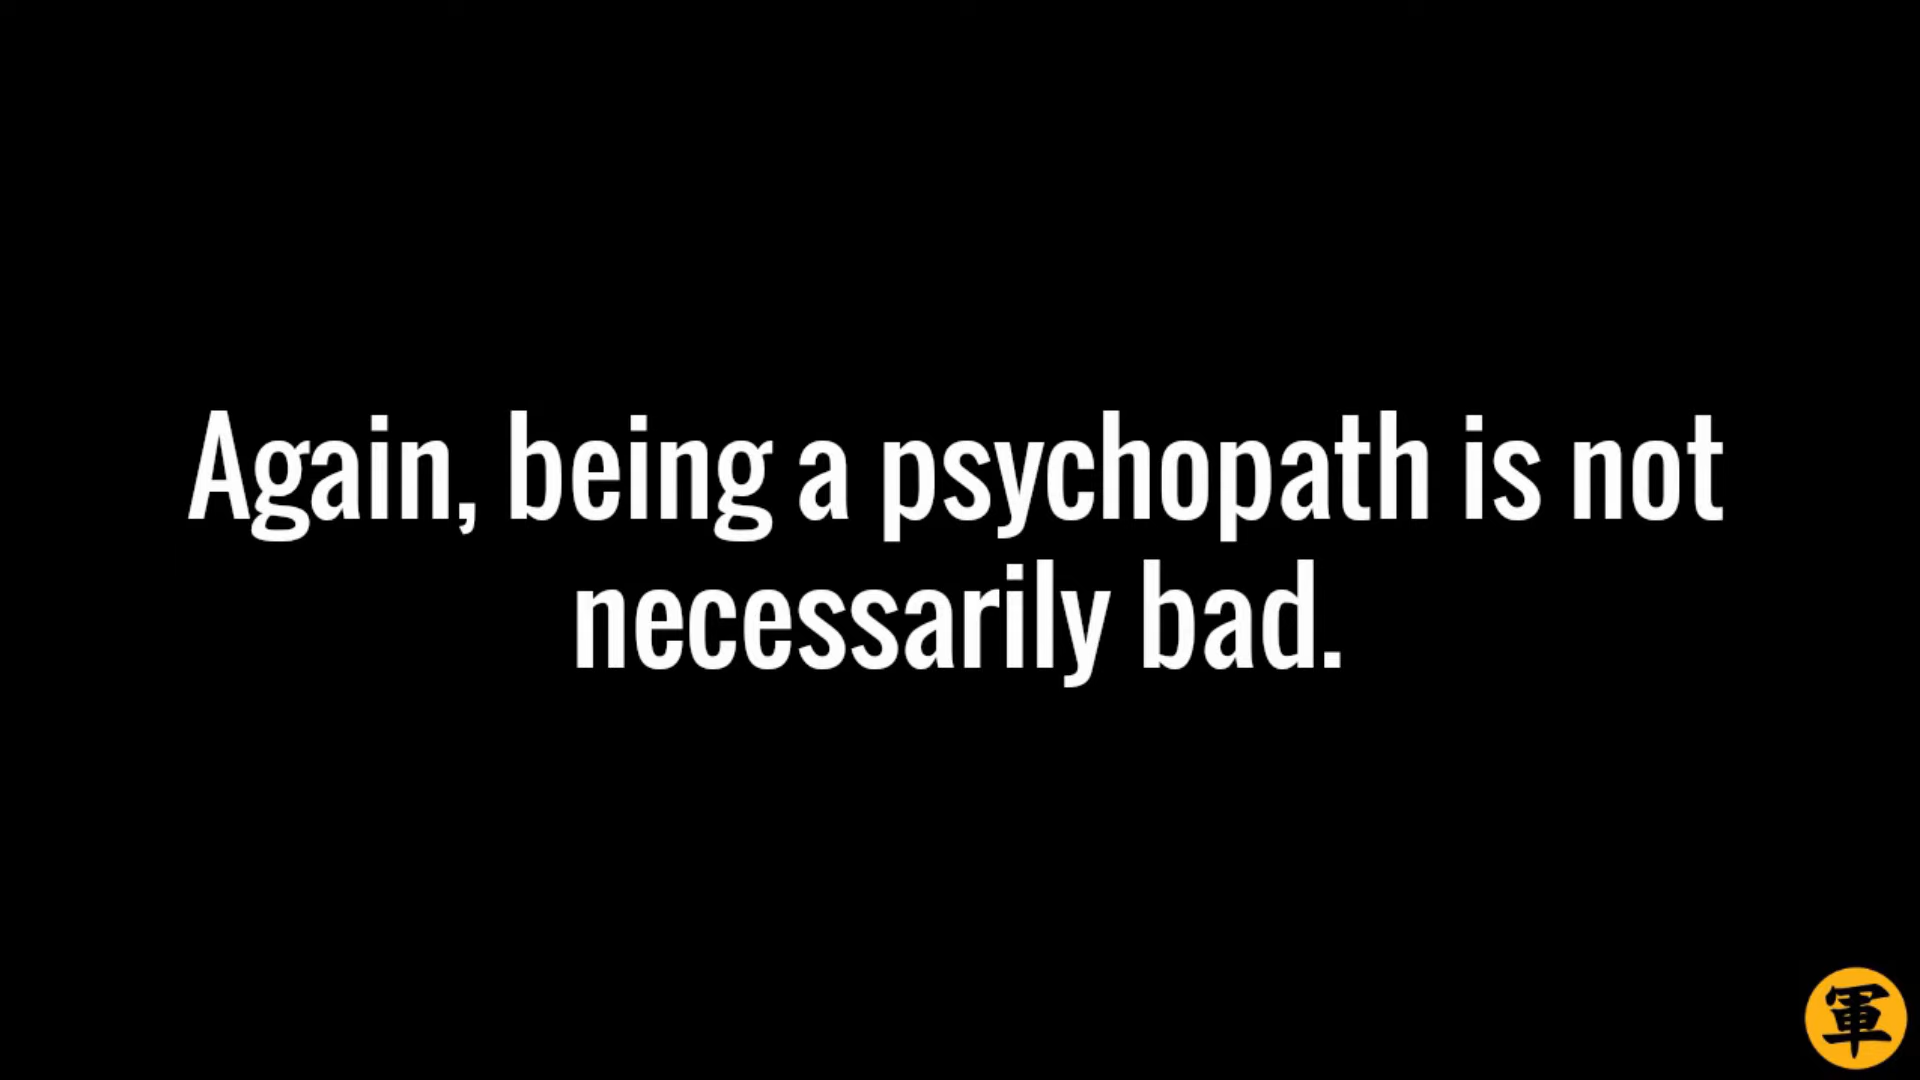 Again, being a psychopath is not
necessarily bad.
軍